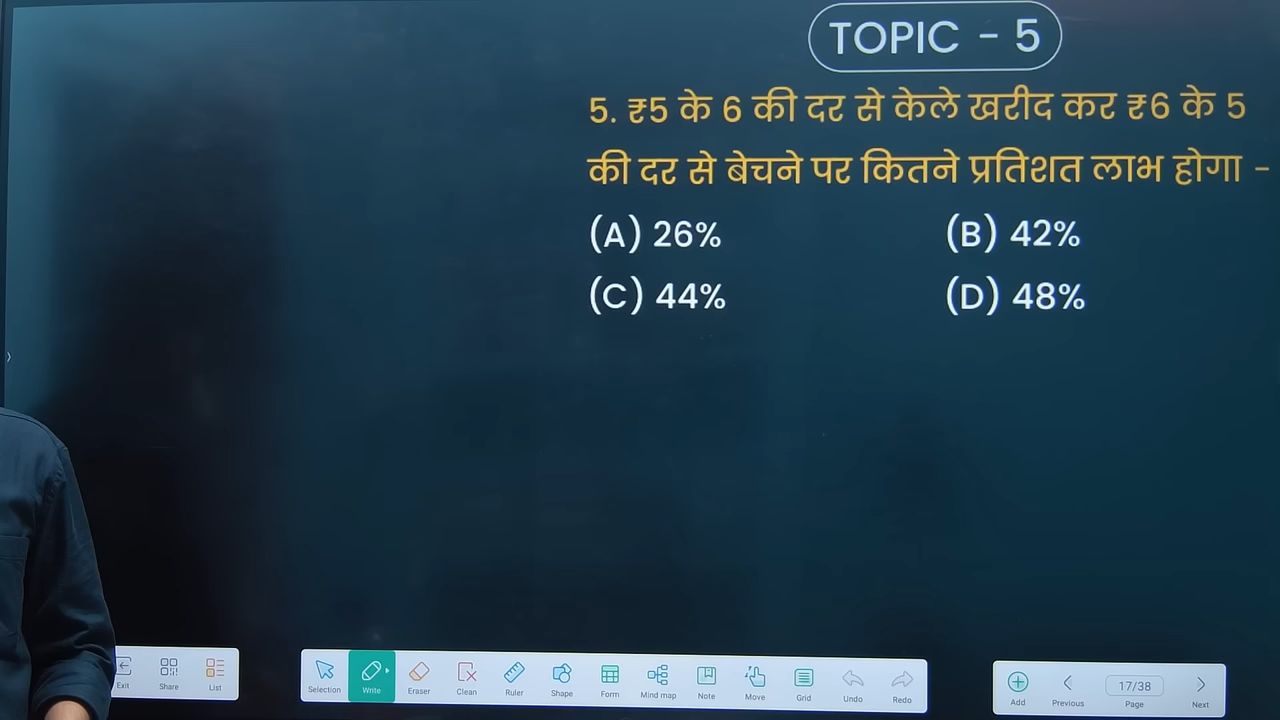 TOPIC - 5
5. ₹5 के 6 की दर से केले खरीद कर ₹6 के 5
की दर से बेचने पर कितने प्रतिशत लाभ होगा -
(A) 26% (B) 42%
(C) 44% (D) 48%
Exit Share List Selection Write Eraser Clean Ruler Shape Form Mind map Note Move Grid Undo Redo Add Previous 17/38 Page Next